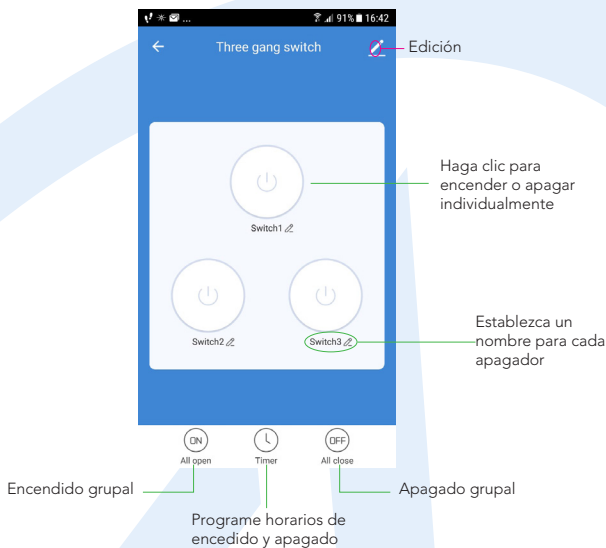 ... 91% 16:42
Three gang switch
Edición
Haga clic para
encender o apagar
individualmente
Switch1
Switch2
Switch3
Establezca un
nombre para cada
apagador
ON
OFF
All open
Timer
All close
Encendido grupal
Apagado grupal
Programe horarios de
encedido y apagado